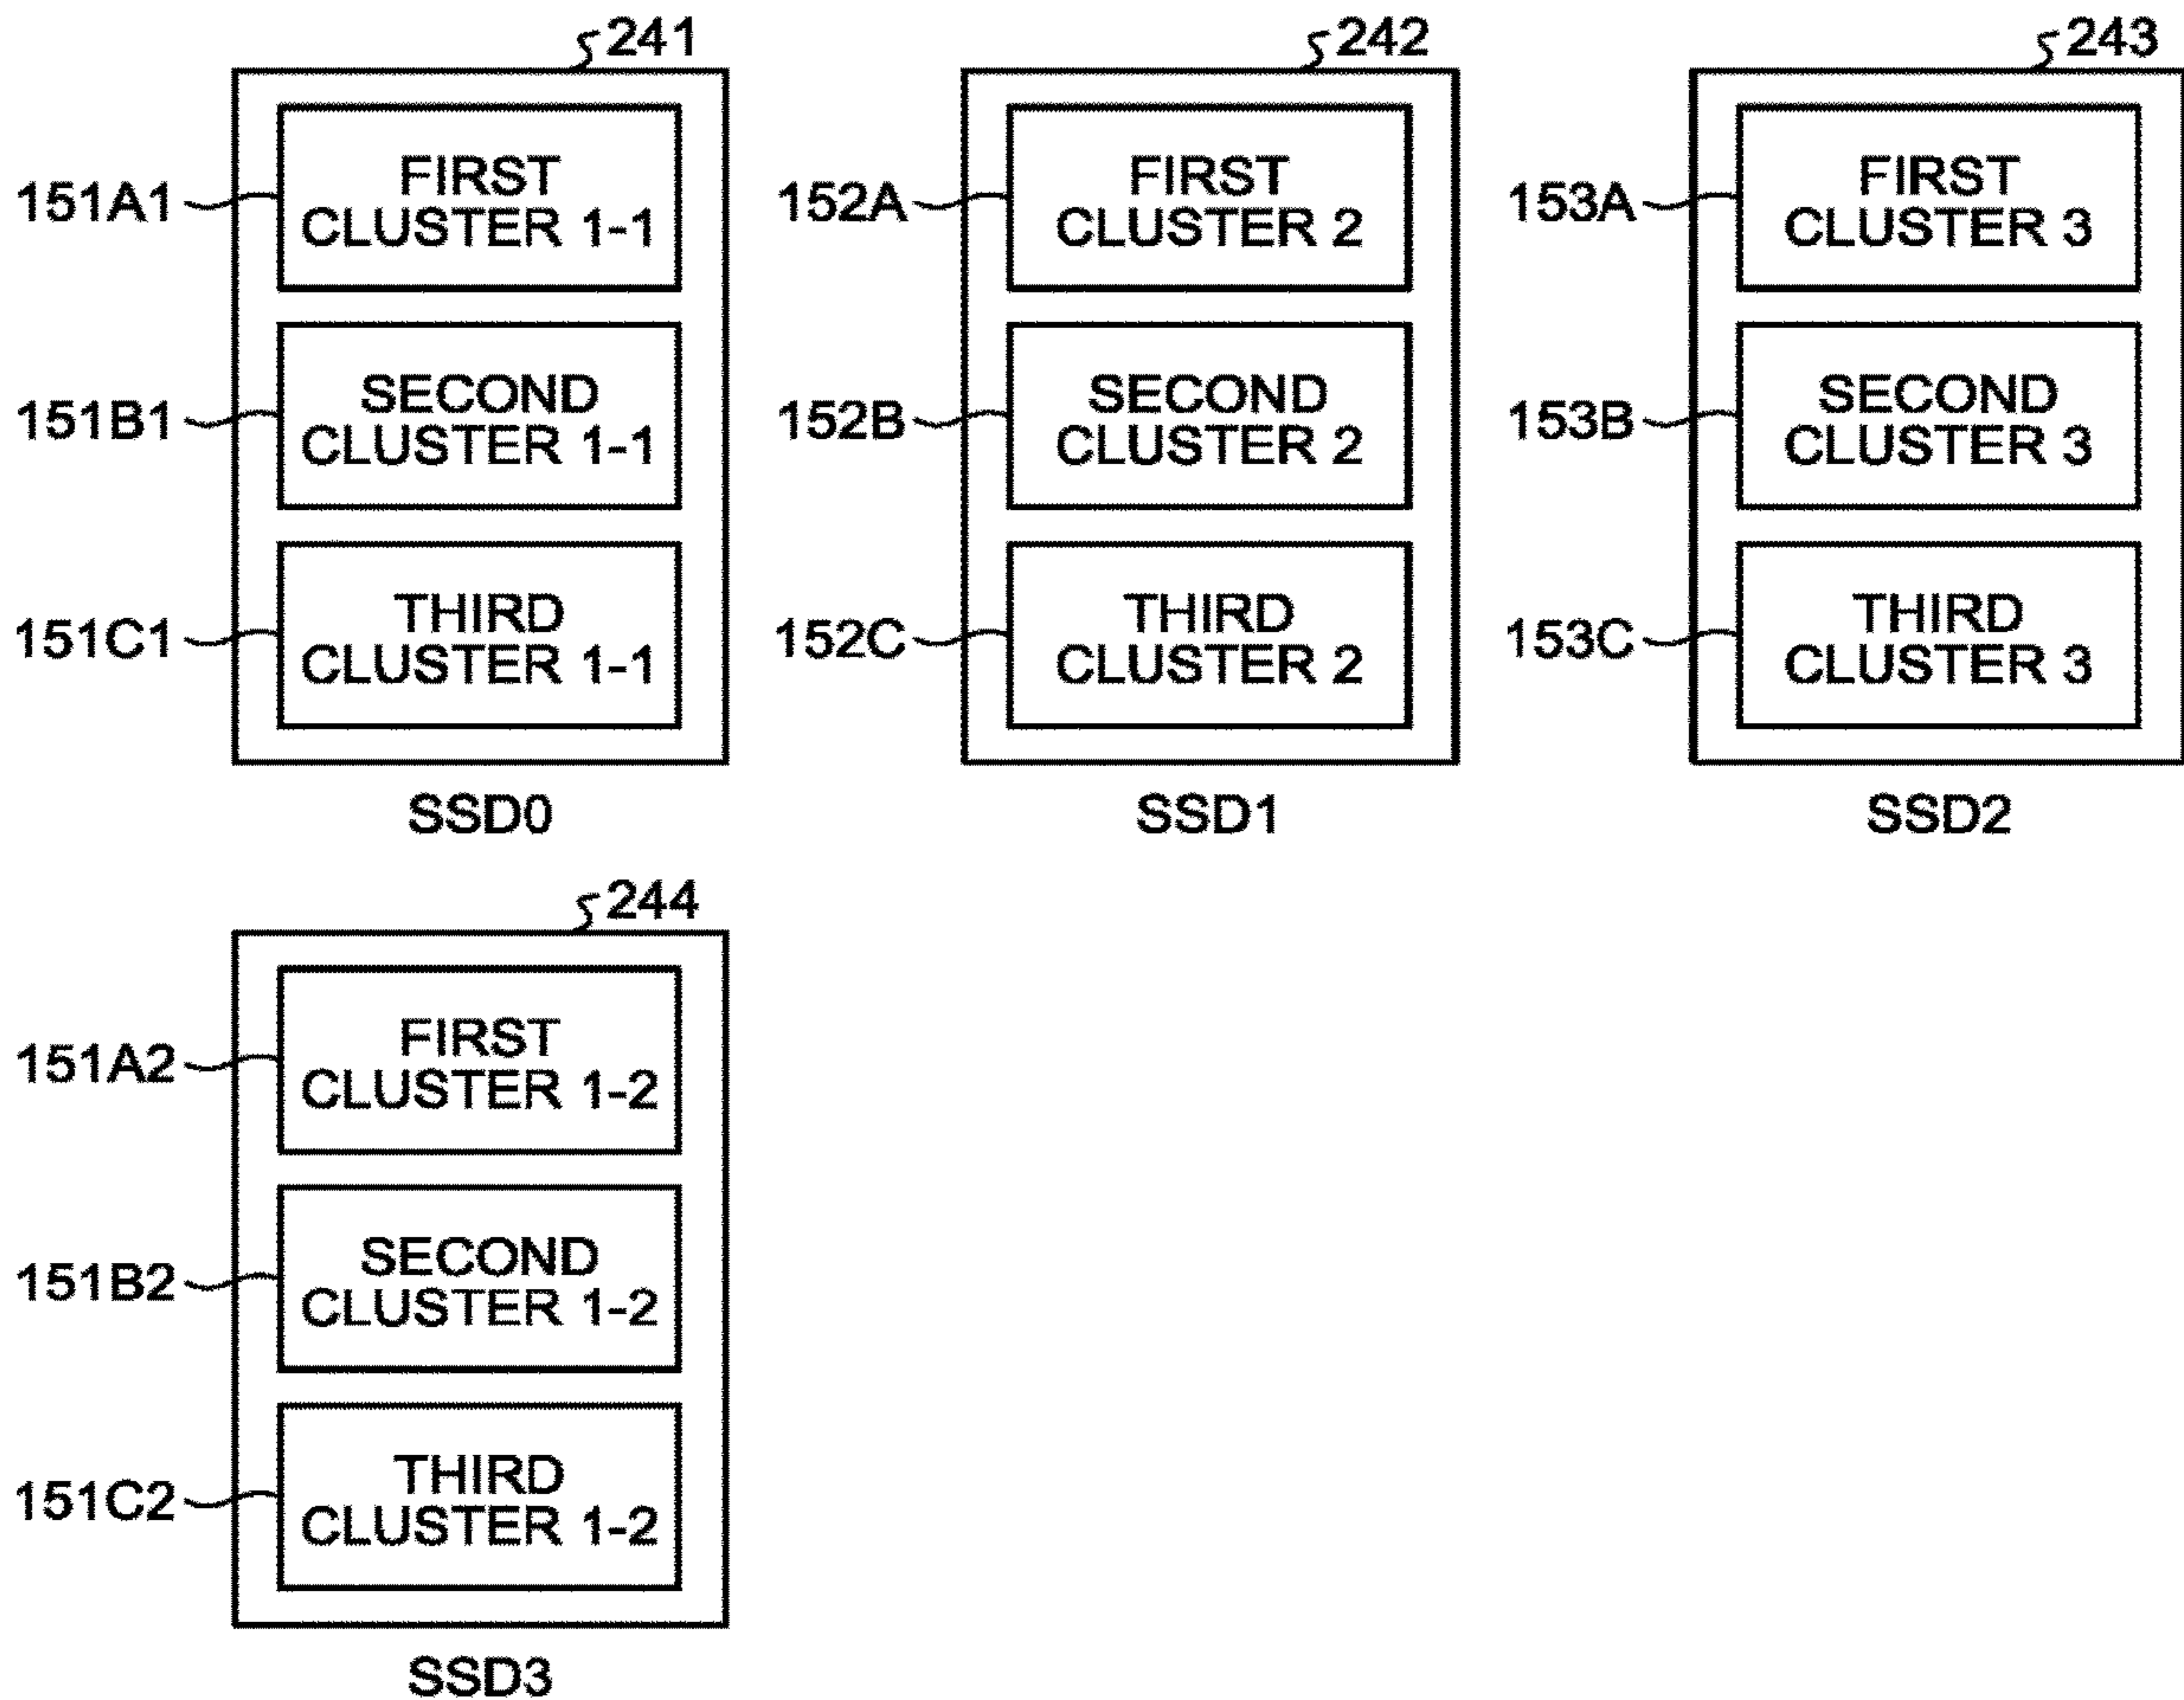 241
151A1
FIRST
CLUSTER 1-1
151B1
SECOND
CLUSTER 1-1
151C1
THIRD
CLUSTER 1-1
SSD0
242
152A
FIRST
CLUSTER 2
152B
SECOND
CLUSTER 2
152C
THIRD
CLUSTER 2
SSD1
243
153A
FIRST
CLUSTER 3
153B
SECOND
CLUSTER 3
153C
THIRD
CLUSTER 3
SSD2
244
151A2
FIRST
CLUSTER 1-2
151B2
SECOND
CLUSTER 1-2
151C2
THIRD
CLUSTER 1-2
SSD3